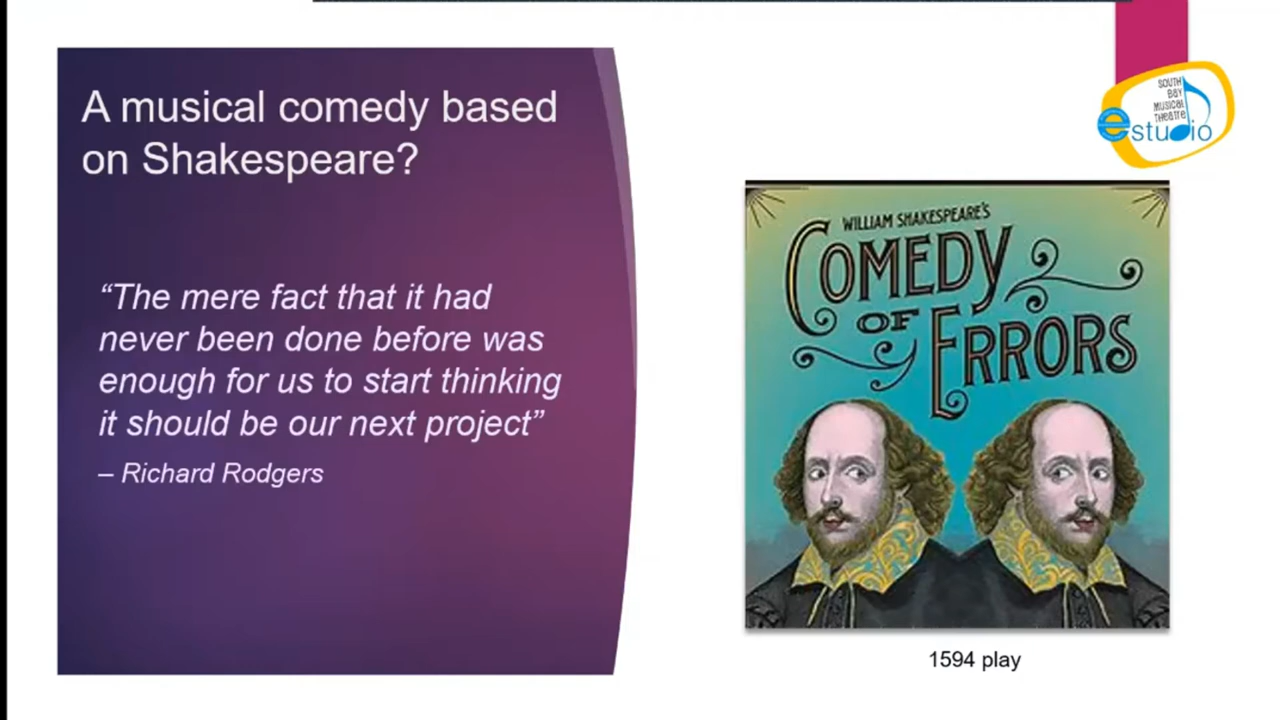 A musical comedy based
on Shakespeare?
“The mere fact that it had
never been done before was
enough for us to start thinking
it should be our next project”
– Richard Rodgers
SOUTH
BAY
MUSICAL
THEATRE
estudio
WILLIAM SHAKESPEARE'S
COMEDY
OF
ERRORS
1594 play